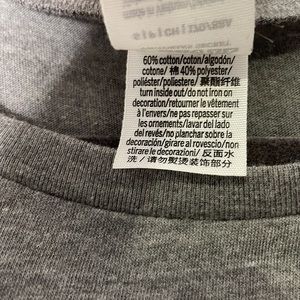 60% cotton/coton/algodón/
cotone/ 棉 40% polyester/
poliéster/poliestere/ 聚酯纤维
turn inside out/do not iron on
decoration/retourner le vêtement
à l'envers/ne pas repasser sur
les ornements/lavar del lado
del revés/no planchar sobre la
decoración/girare al rovescio/non
stirare le decorazioni/ 反面水
洗 /请勿熨烫装饰部分